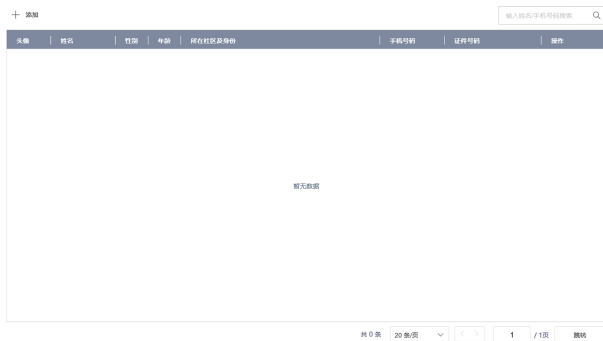 添加 输入姓名/手机号码搜索
头像 姓名 性别 年龄 所在社区及身份 手机号码 证件号码 操作
暂无数据
共 0 条 20 条/页 1 / 1页 跳转